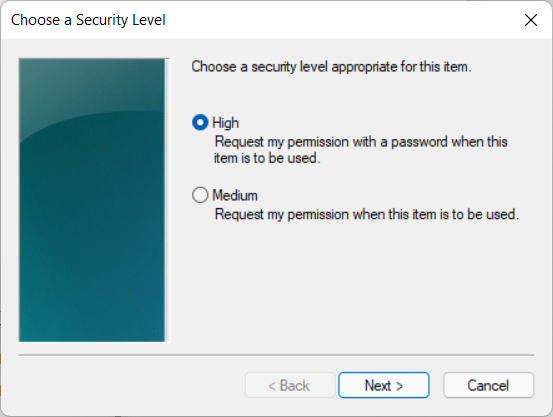 Choose a Security Level
Choose a security level appropriate for this item.
High
Request my permission with a password when this
item is to be used.
Medium
Request my permission when this item is to be used.
< Back
Next >
Cancel